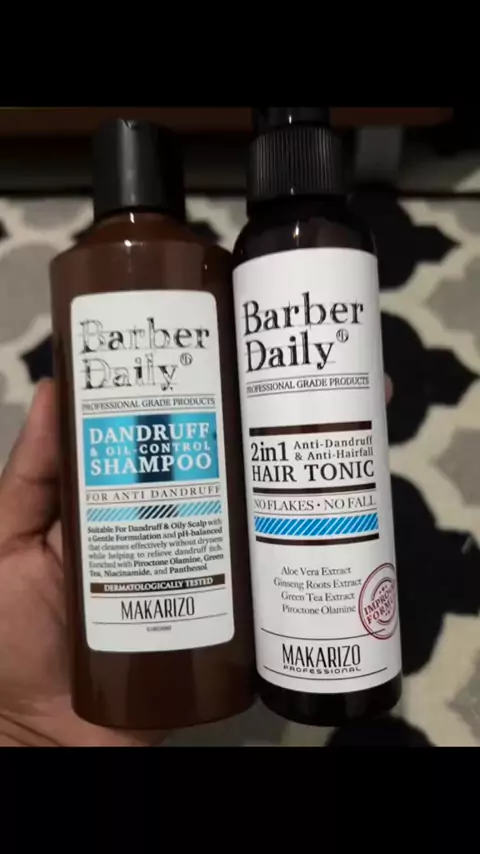 Barber
Daily
PROFESSIONAL GRADE PRODUCTS
DANDRUFF
& OIL-CONTROL
SHAMPOO
FOR ANTI DANDRUFF
Suitable For Dandruff & Oily Scalp with
a Gentle Formulation and pH-balanced
that cleanses effectively without dryness
while helping to relieve dandruff itch.
Enriched with Piroctone Olamine, Green
Tea, Niacinamide, and Panthenol
DERMATOLOGICALLY TESTED
MAKARIZO
Barber
Daily
PROFESSIONAL GRADE PRODUCTS
2in1 Anti-Dandruff
& Anti-Hairfall
HAIR TONIC
NO FLAKES • NO FALL
Aloe Vera Extract
Ginseng Roots Extract
Green Tea Extract
Piroctone Olamine
IMPROVED
FORMULA
MAKARIZO
PROFESSIONAL